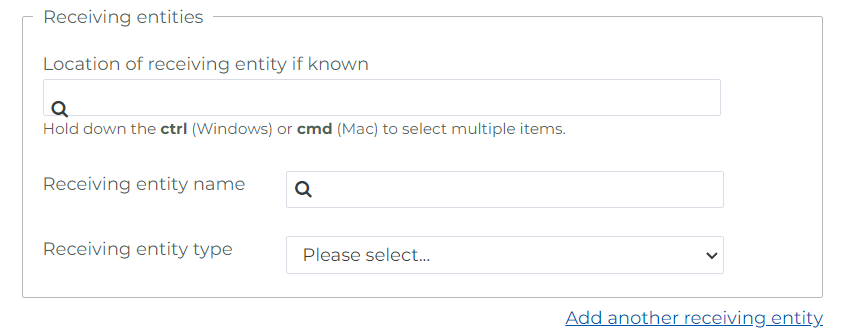 Receiving entities
Location of receiving entity if known
Hold down the ctrl (Windows) or cmd (Mac) to select multiple items.
Receiving entity name
Receiving entity type
Please select...
Add another receiving entity